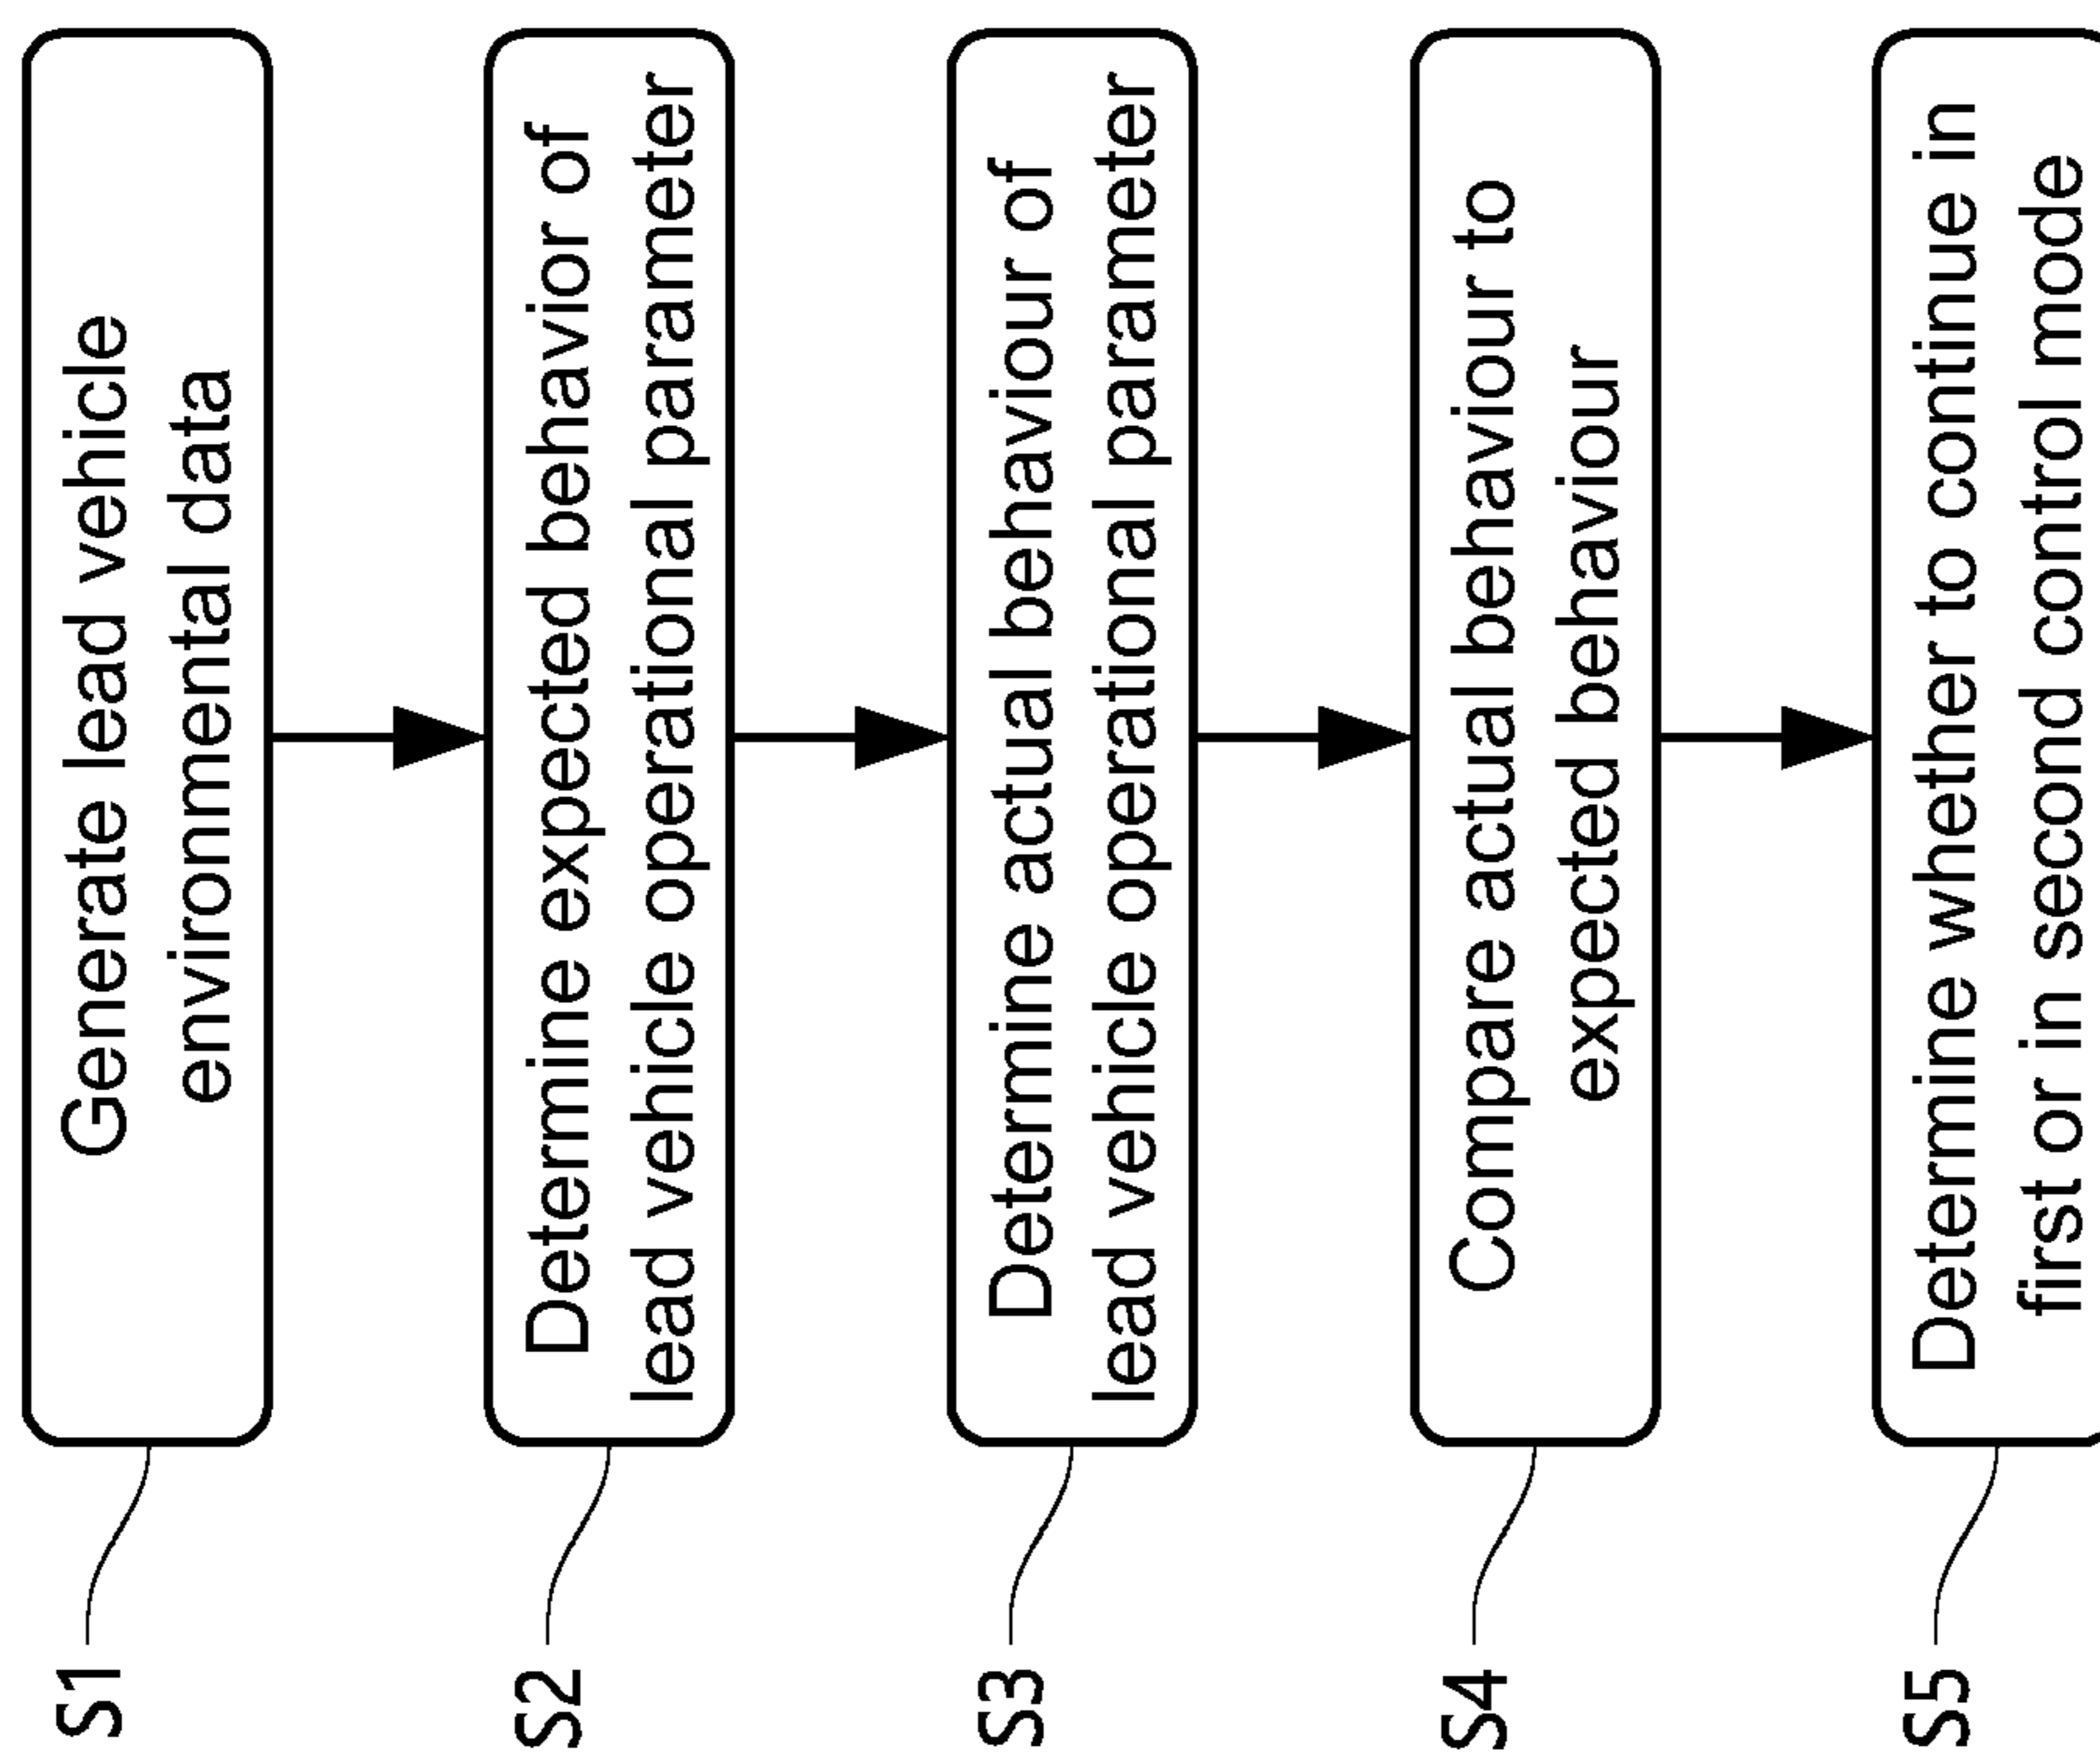 S1
Generate lead vehicle
environmental data
S2
Determine expected behavior of
lead vehicle operational parameter
S3
Determine actual behaviour of
lead vehicle operational parameter
S4
Compare actual behaviour to
expected behaviour
S5
Determine whether to continue in
first or in second control mode